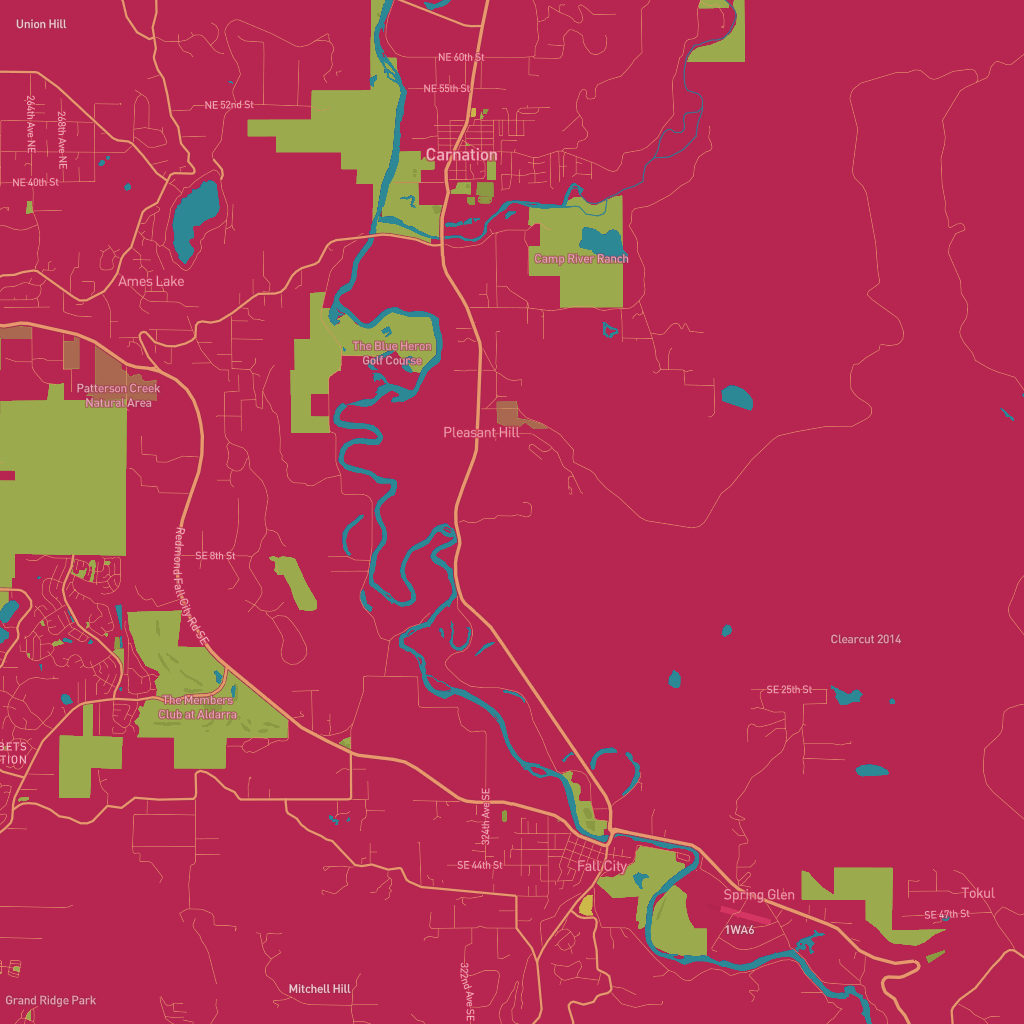 Union Hill
NE 60th St
NE 55th St
NE 52nd St
264th Ave NE
268th Ave NE
Carnation
NE 40th St
Camp River Ranch
Ames Lake
The Blue Heron
Golf Course
Patterson Creek
Natural Area
Pleasant Hill
Redmond-Fall City Rd SE
SE 8th St
Clearcut 2014
SE 25th St
The Members
Club at Aldarra
BETS
TION
324th Ave SE
SE 44th St
Fall City
Spring Glen
Tokul
SE 47th St
1WA6
322nd Ave SE
Mitchell Hill
Grand Ridge Park